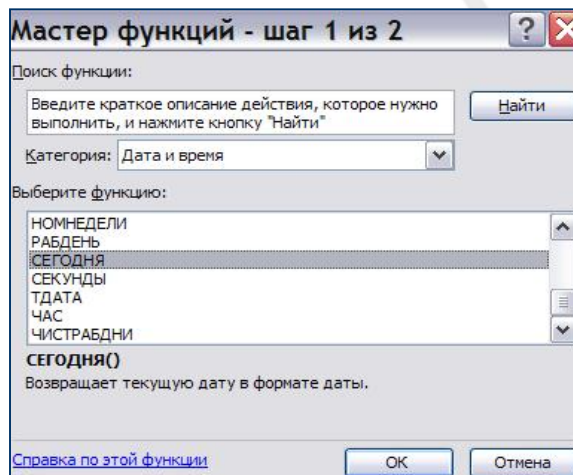 Мастер функций - шаг 1 из 2
Поиск функции:
Введите краткое описание действия, которое нужно
выполнить, и нажмите кнопку "Найти"
Найти
Категория: Дата и время
Выберите функцию:
НОМНЕДЕЛИ
РАБДЕНЬ
СЕГОДНЯ
СЕКУНДЫ
ТДАТА
ЧАС
ЧИСТРАБДНИ
СЕГОДНЯ()
Возвращает текущую дату в формате даты.
Справка по этой функции
ОК
Отмена